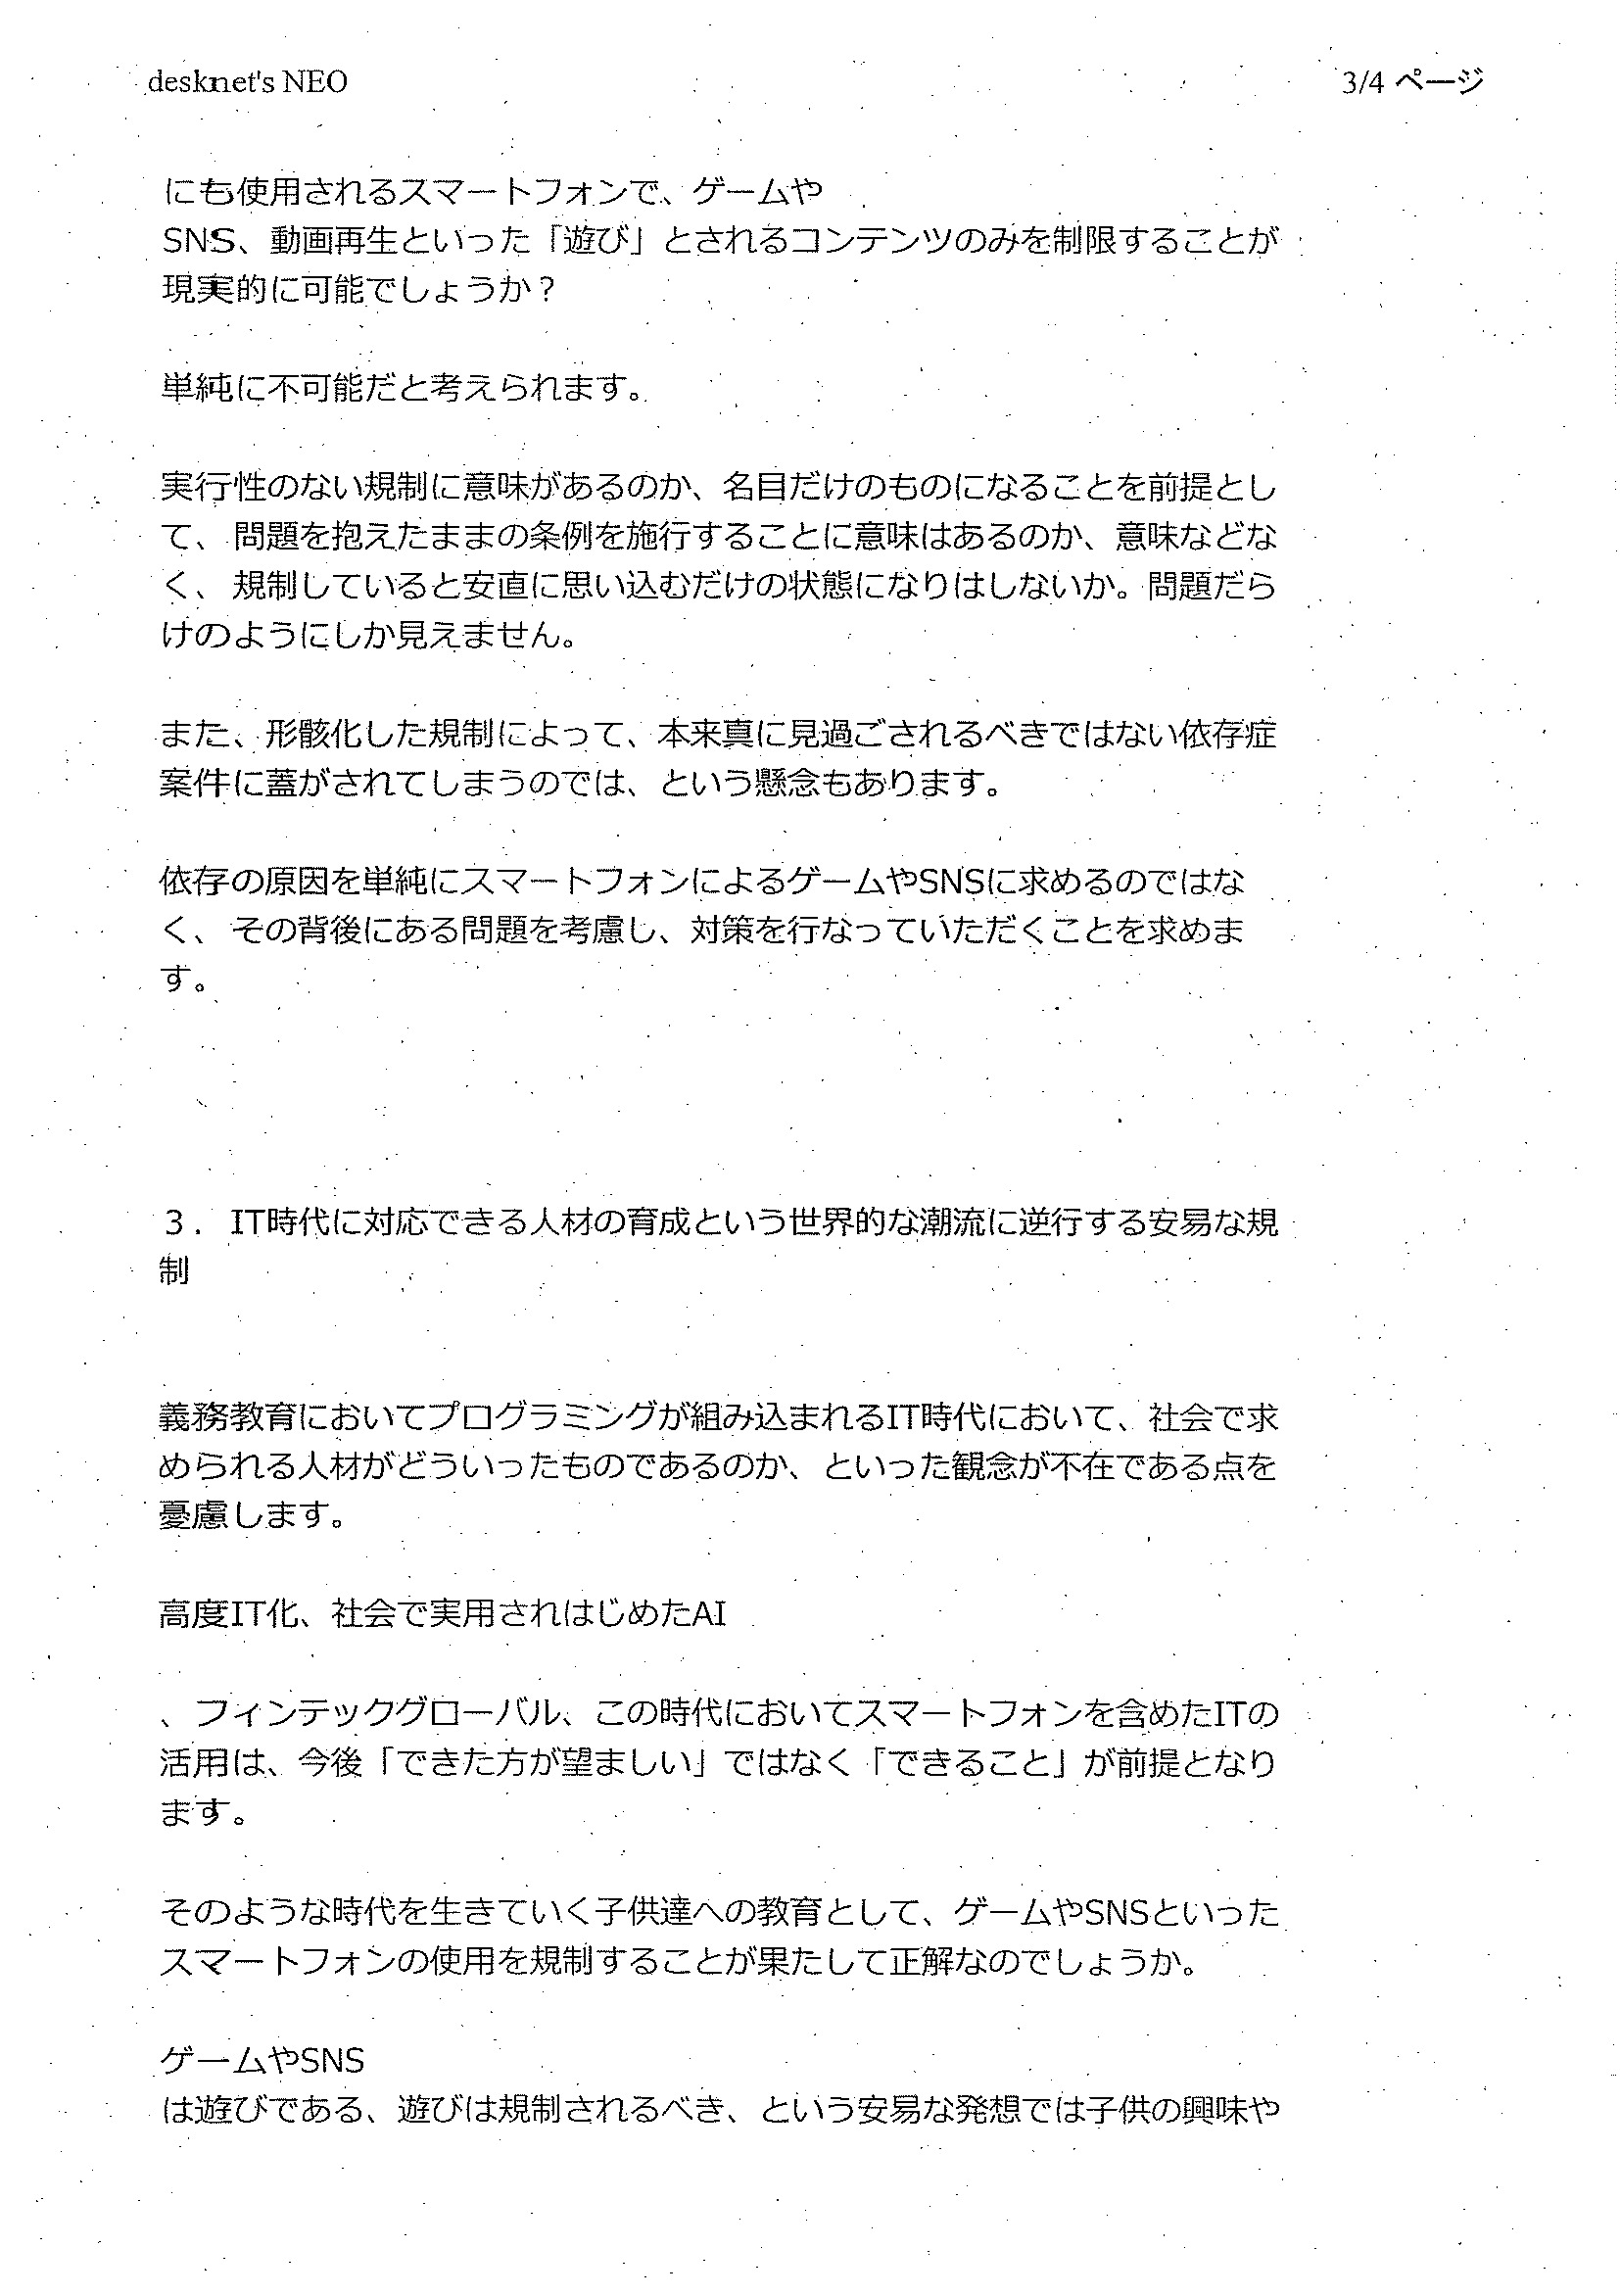 desknet's NEO
3/4 ページ
にも使用されるスマートフォンで、ゲームや
SNS、動画再生といった「遊び」とされるコンテンツのみを制限することが
現実的に可能でしょうか？
単純に不可能だと考えられます。
実行性のない規制に意味があるのか、名目だけのものになることを前提とし
て、問題を抱えたままの条例を施行することに意味はあるのか、意味などな
く、規制していると安直に思い込むだけの状態になりはしないか。問題だら
けのようにしか見えません。
また、形骸化した規制によって、本来真に見過ごされるべきではない依存症
案件に蓋がされてしまうのでは、という懸念もあります。
依存の原因を単純にスマートフォンによるゲームやSNSに求めるのではな
く、その背後にある問題を考慮し、対策を行なっていただくことを求めま
す。
３．IT時代に対応できる人材の育成という世界的な潮流に逆行する安易な規
制
義務教育においてプログラミングが組み込まれるIT時代において、社会で求
められる人材がどういったものであるのか、といった観念が不在である点を
憂慮します。
高度IT化、社会で実用されはじめたAI
、フィンテックグローバル、この時代においてスマートフォンを含めたITの
活用は、今後「できた方が望ましい」ではなく「できること」が前提となり
ます。
そのような時代を生きていく子供達への教育として、ゲームやSNSといった
スマートフォンの使用を規制することが果たして正解なのでしょうか。
ゲームやSNS
は遊びである、遊びは規制されるべき、という安易な発想では子供の興味や